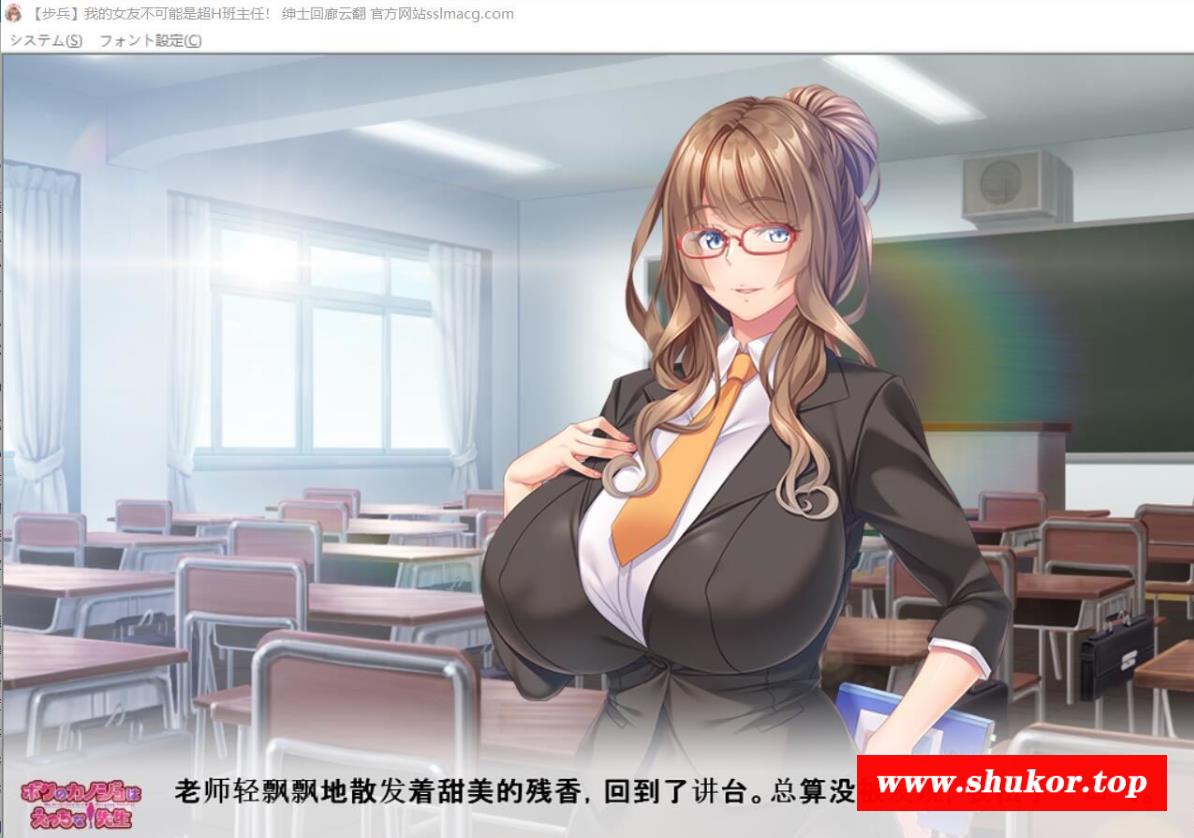 【步兵】我的女友不可能是超H班主任！ 绅士回廊云翻 官方网站sslmacg.com
システム(S) フォント設定(C)
ボクのカノジョは
えっちな先生
老师轻飘飘地散发着甜美的残香，回到了讲台。总算没
www.shukor.top